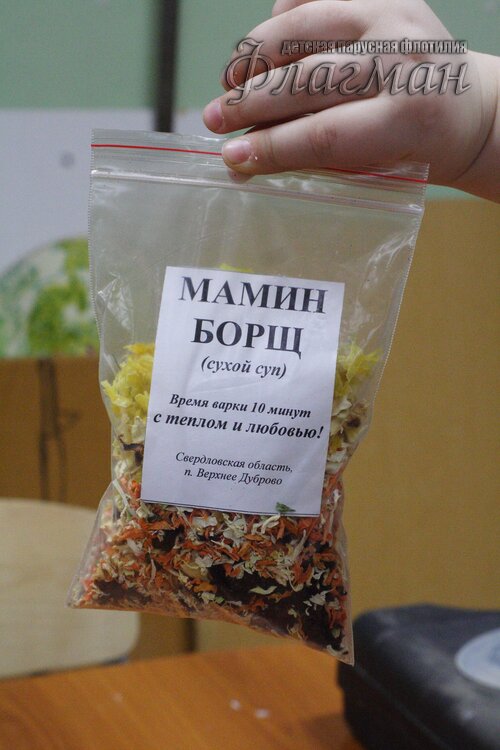 детская парусная флотилия
Флагман
МАМИН
БОРЩ
(сухой суп)
Время варки 10 минут
с теплом и любовью!
Свердловская область,
п. Верхнее Дуброво